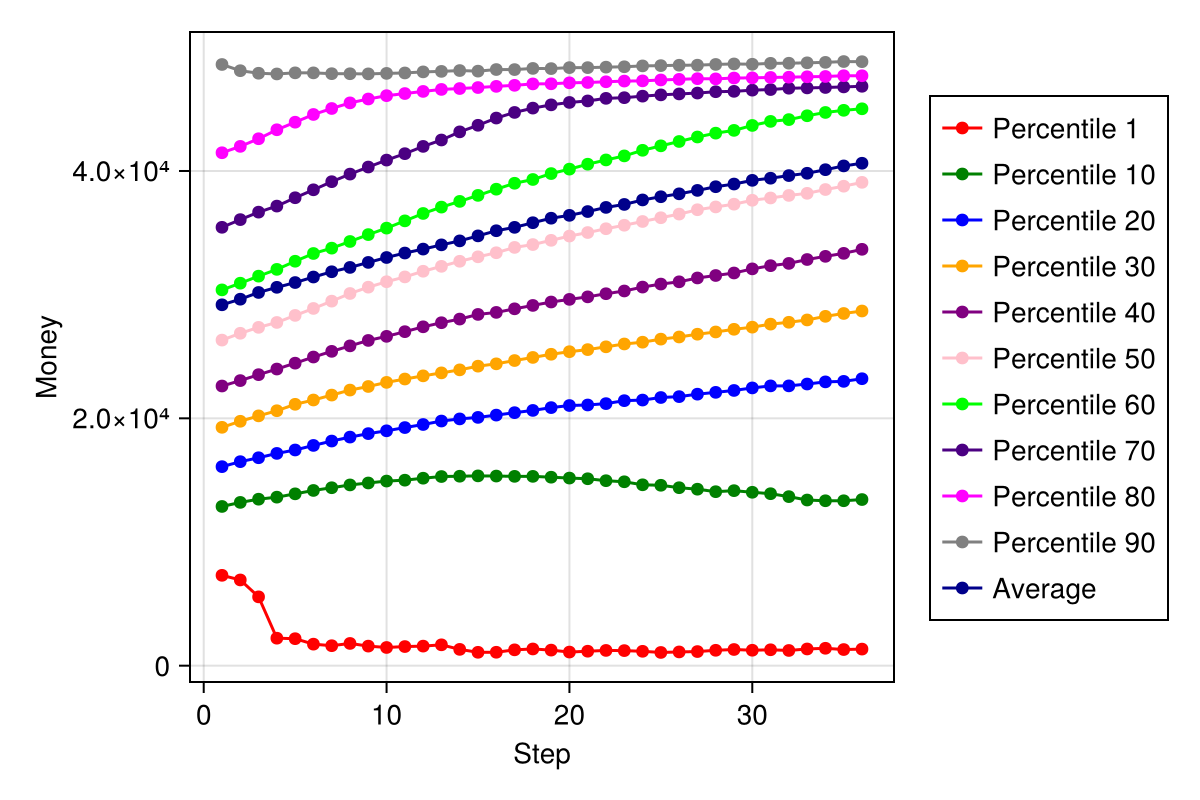 Money
4.0×10⁴
2.0×10⁴
0
0 10 20 30
Step
Percentile 1
Percentile 10
Percentile 20
Percentile 30
Percentile 40
Percentile 50
Percentile 60
Percentile 70
Percentile 80
Percentile 90
Average